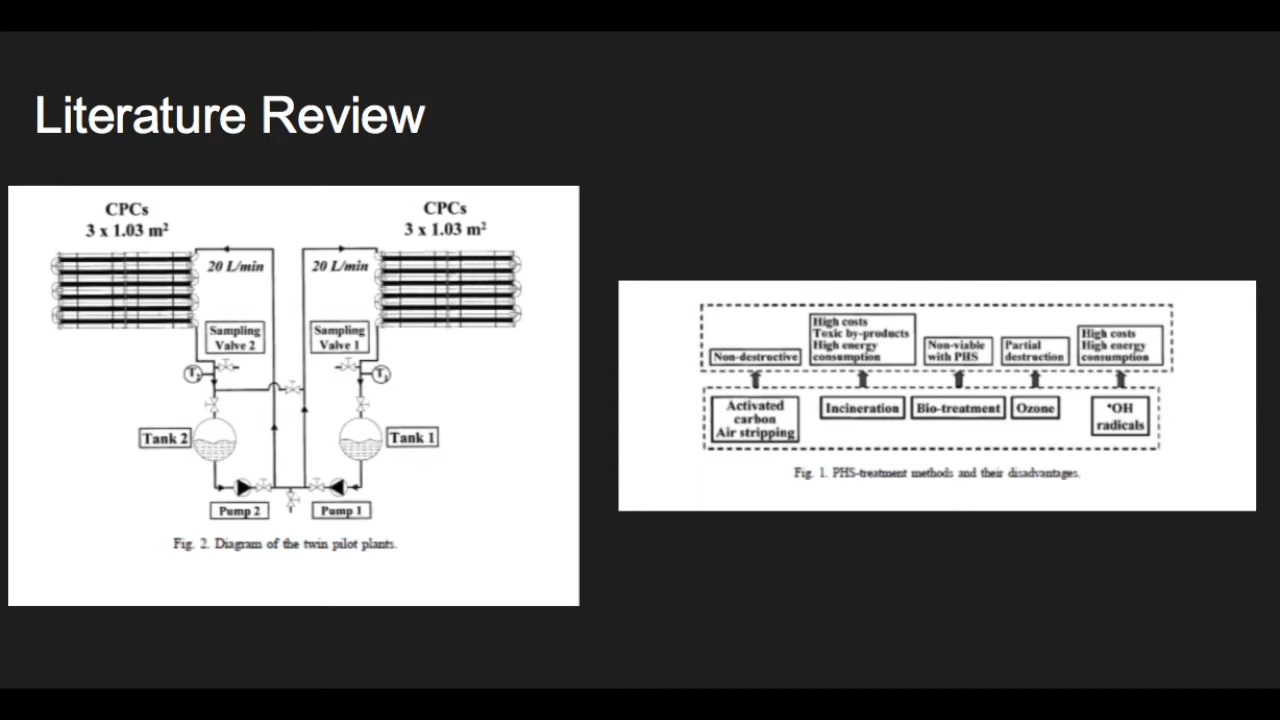 Literature Review
CPCs
3 x 1.03 m²
CPCs
3 x 1.03 m²
20 L/min
20 L/min
Sampling
Valve 2
Sampling
Valve 1
Tank 2
Tank 1
Pump 2
Pump 1
Fig. 2. Diagram of the twin pilot plants.
Non-destructive
High costs
Toxic by-products
High energy
consumption
Non-viable
with PHS
Partial
destruction
High costs
High energy
consumption
Activated
carbon
Air stripping
Incineration
Bio-treatment
Ozone
•OH
radicals
Fig. 1. PHS-treatment methods and their disadvantages.